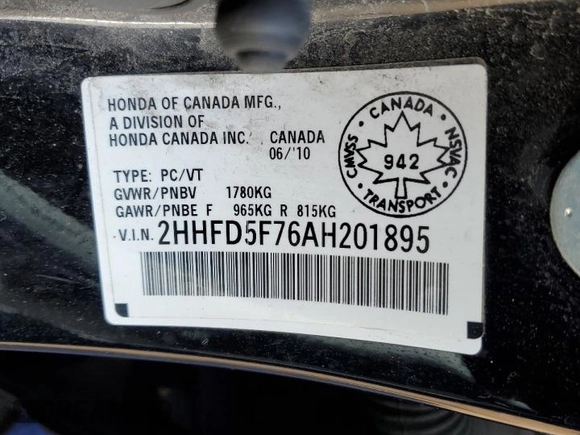 HONDA OF CANADA MFG.,
A DIVISION OF
HONDA CANADA INC. CANADA
06/'10
TYPE: PC/VT
GVWR/PNBV 1780KG
GAWR/PNBE F 965KG R 815KG
V.I.N. 2HHFD5F76AH201895
CANADA
CMVSS
NSVAC
942
TRANSPORT